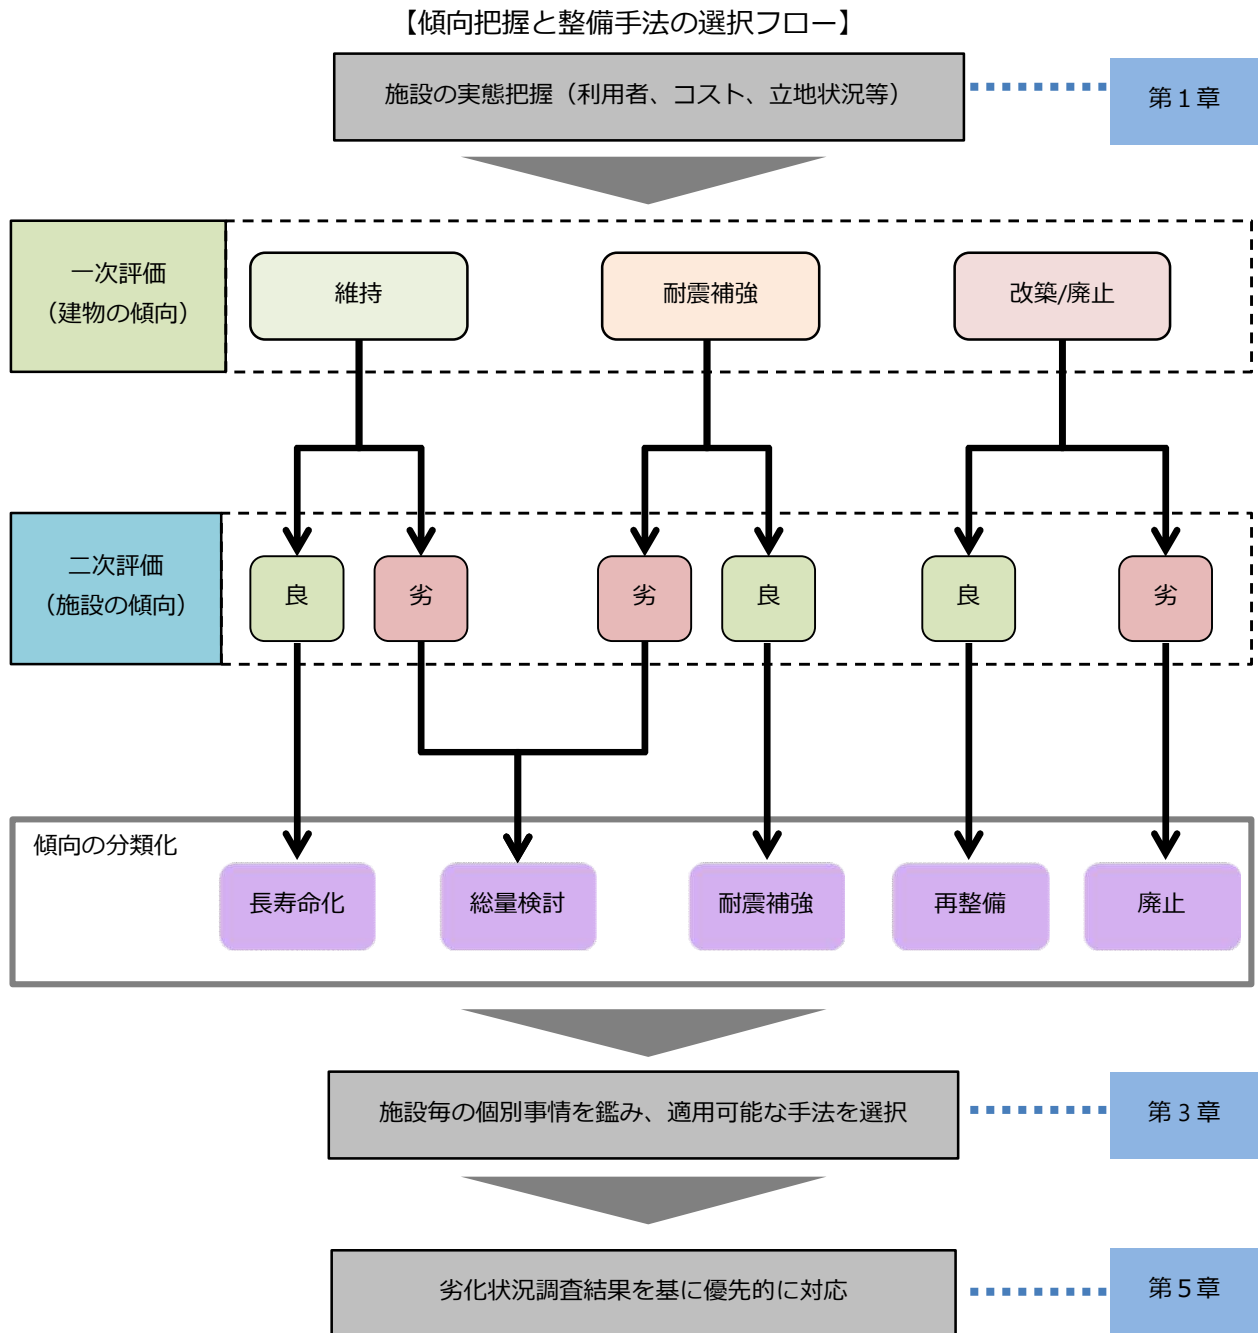 【傾向把握と整備手法の選択フロー】
施設の実態把握（利用者、コスト、立地状況等）
第１章
一次評価
（建物の傾向）
維持
耐震補強
改築/廃止
二次評価
（施設の傾向）
良
劣
劣
良
良
劣
傾向の分類化
長寿命化
総量検討
耐震補強
再整備
廃止
施設毎の個別事情を鑑み、適用可能な手法を選択
第３章
劣化状況調査結果を基に優先的に対応
第５章